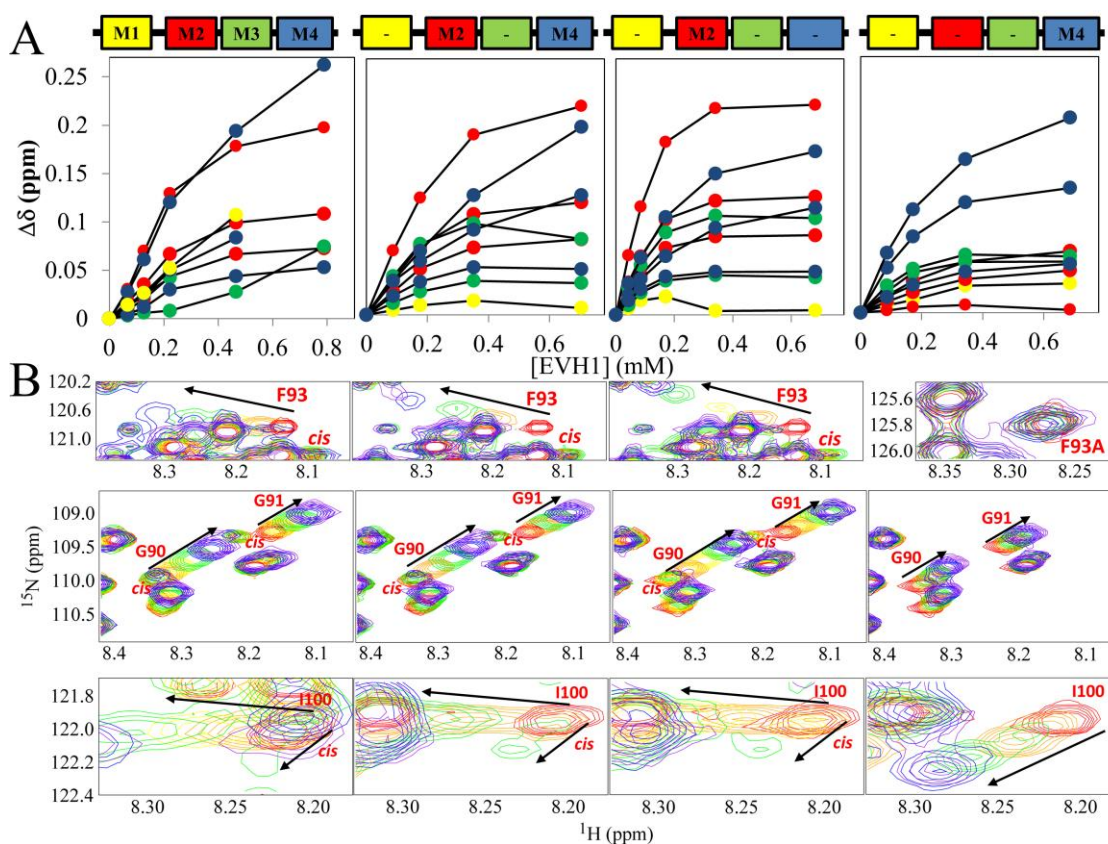 A
M1 M2 M3 M4 - M2 - M4 - M2 - - - - - M4
Δδ (ppm)
0.25
0.2
0.15
0.1
0.05
0
0 0.2 0.4 0.6 0.8 0 0.2 0.4 0.6 0 0.2 0.4 0.6 0 0.2 0.4 0.6
[EVH1] (mM)
B
120.2
120.6
121.0
F93 cis
F93 cis
F93 cis
125.6
125.8
126.0
F93A
8.3 8.2 8.1 8.3 8.2 8.1 8.3 8.2 8.1 8.35 8.25
15N (ppm)
109.0
109.5
110.0
110.5
G91 G90 cis cis
G91 G90 cis cis
G91 G90 cis cis
G91 G90
8.4 8.3 8.2 8.1 8.4 8.3 8.2 8.1 8.4 8.3 8.2 8.1 8.4 8.3 8.2 8.1
121.8
122.0
122.2
122.4
I100 cis
I100 cis
I100 cis
I100
8.30 8.25 8.20 8.30 8.25 8.20 8.30 8.25 8.20 8.30 8.25 8.20
1H (ppm)